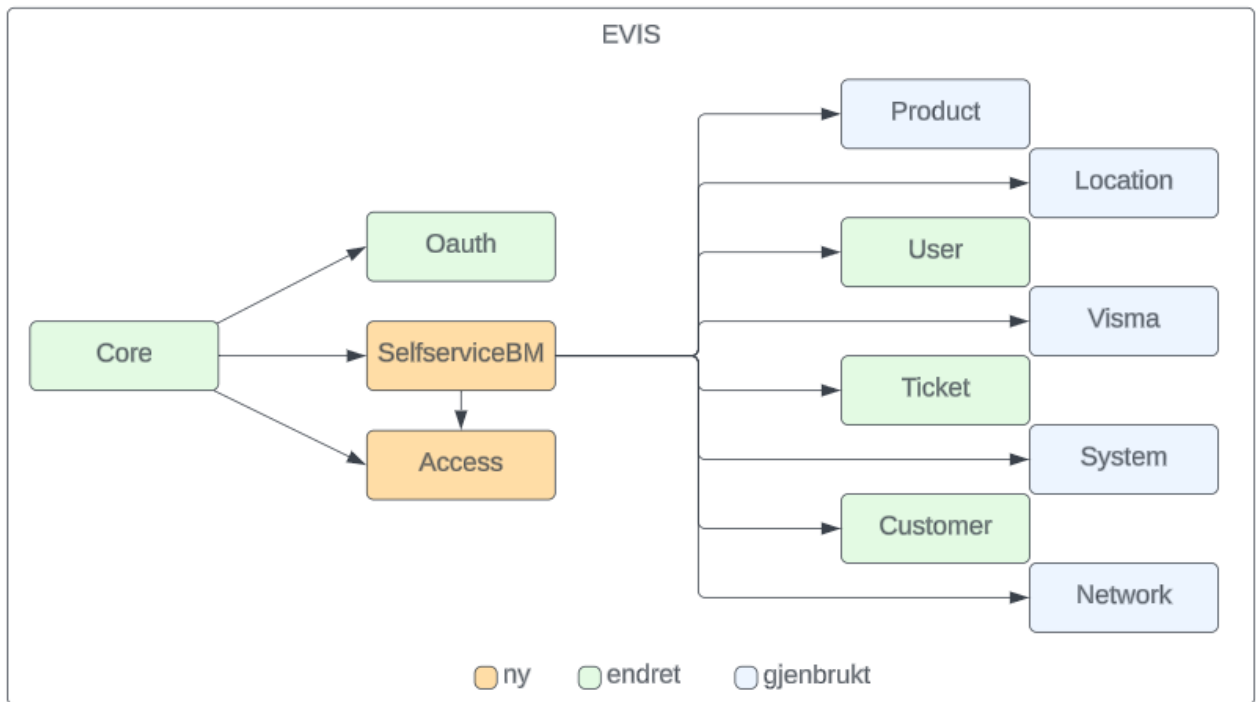 EVIS
Product
Location
Oauth
User
Visma
Core
SelfserviceBM
Ticket
Access
System
Customer
Network
ny
endret
gjenbrukt